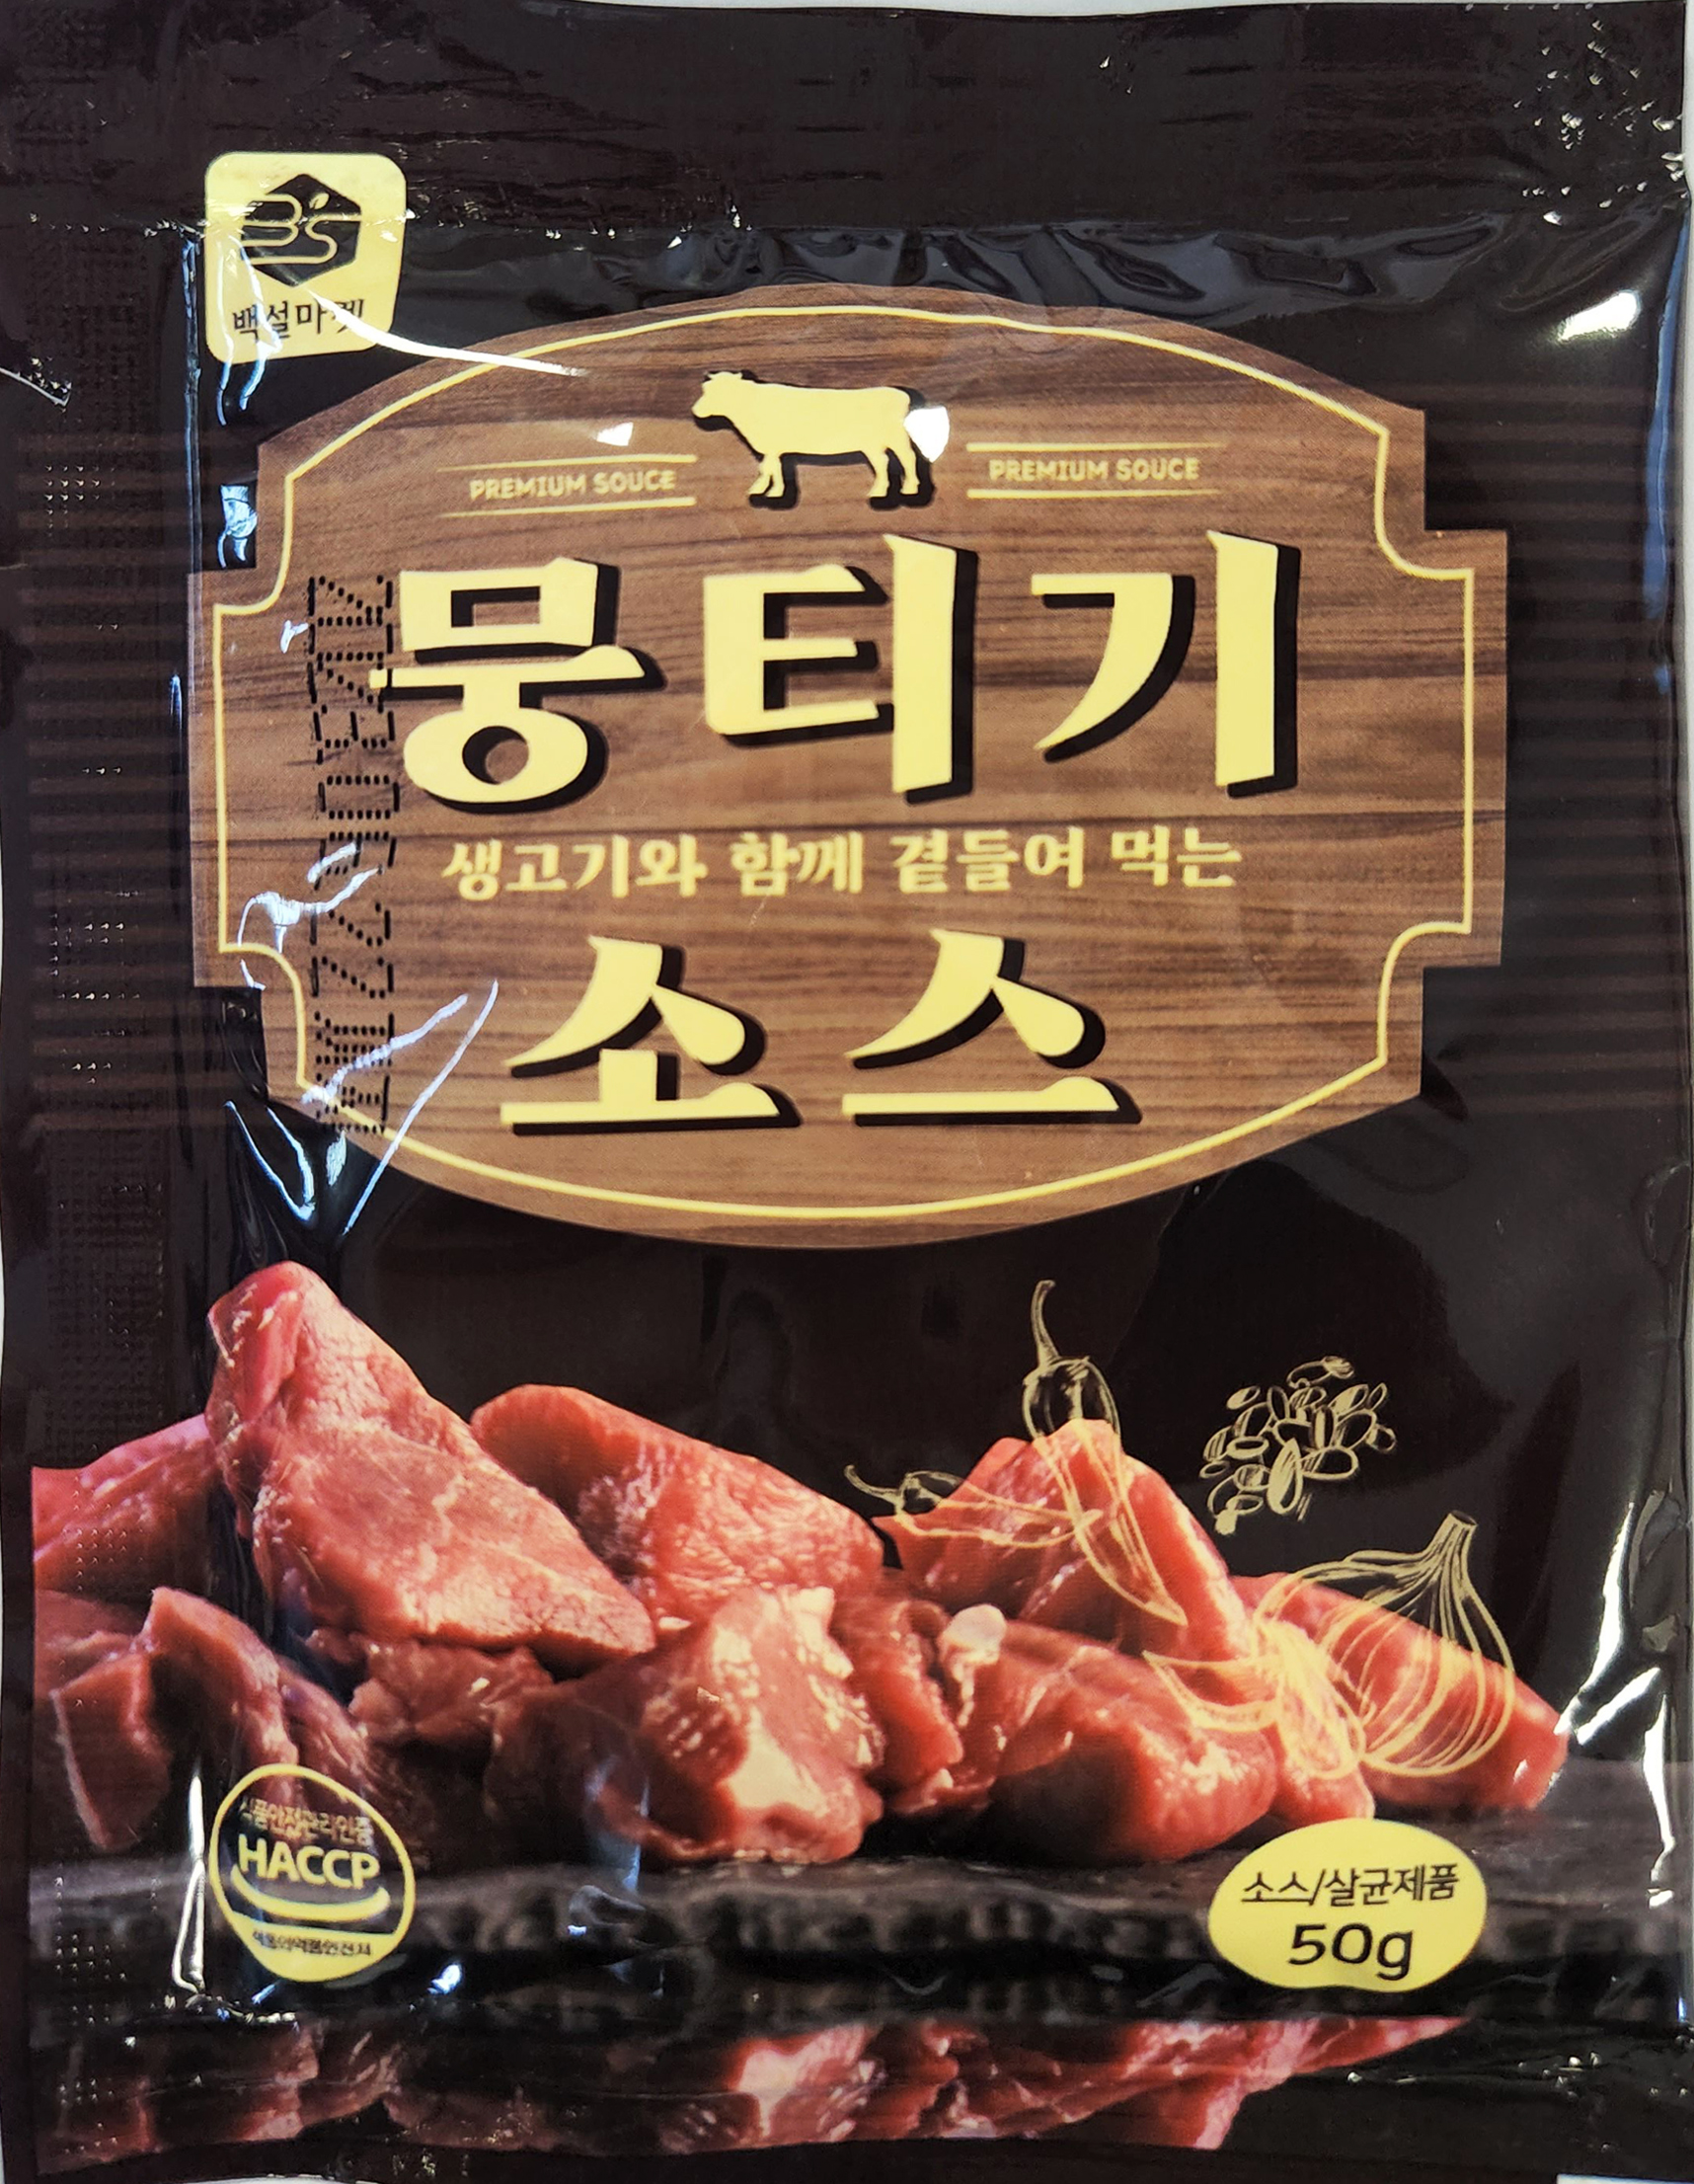 백설마켓
PREMIUM SOUCE
PREMIUM SOUCE
뭉티기
생고기와 함께 곁들여 먹는
소스
식품안전관리인증
HACCP
식품의약품안전처
소스/살균제품
50g